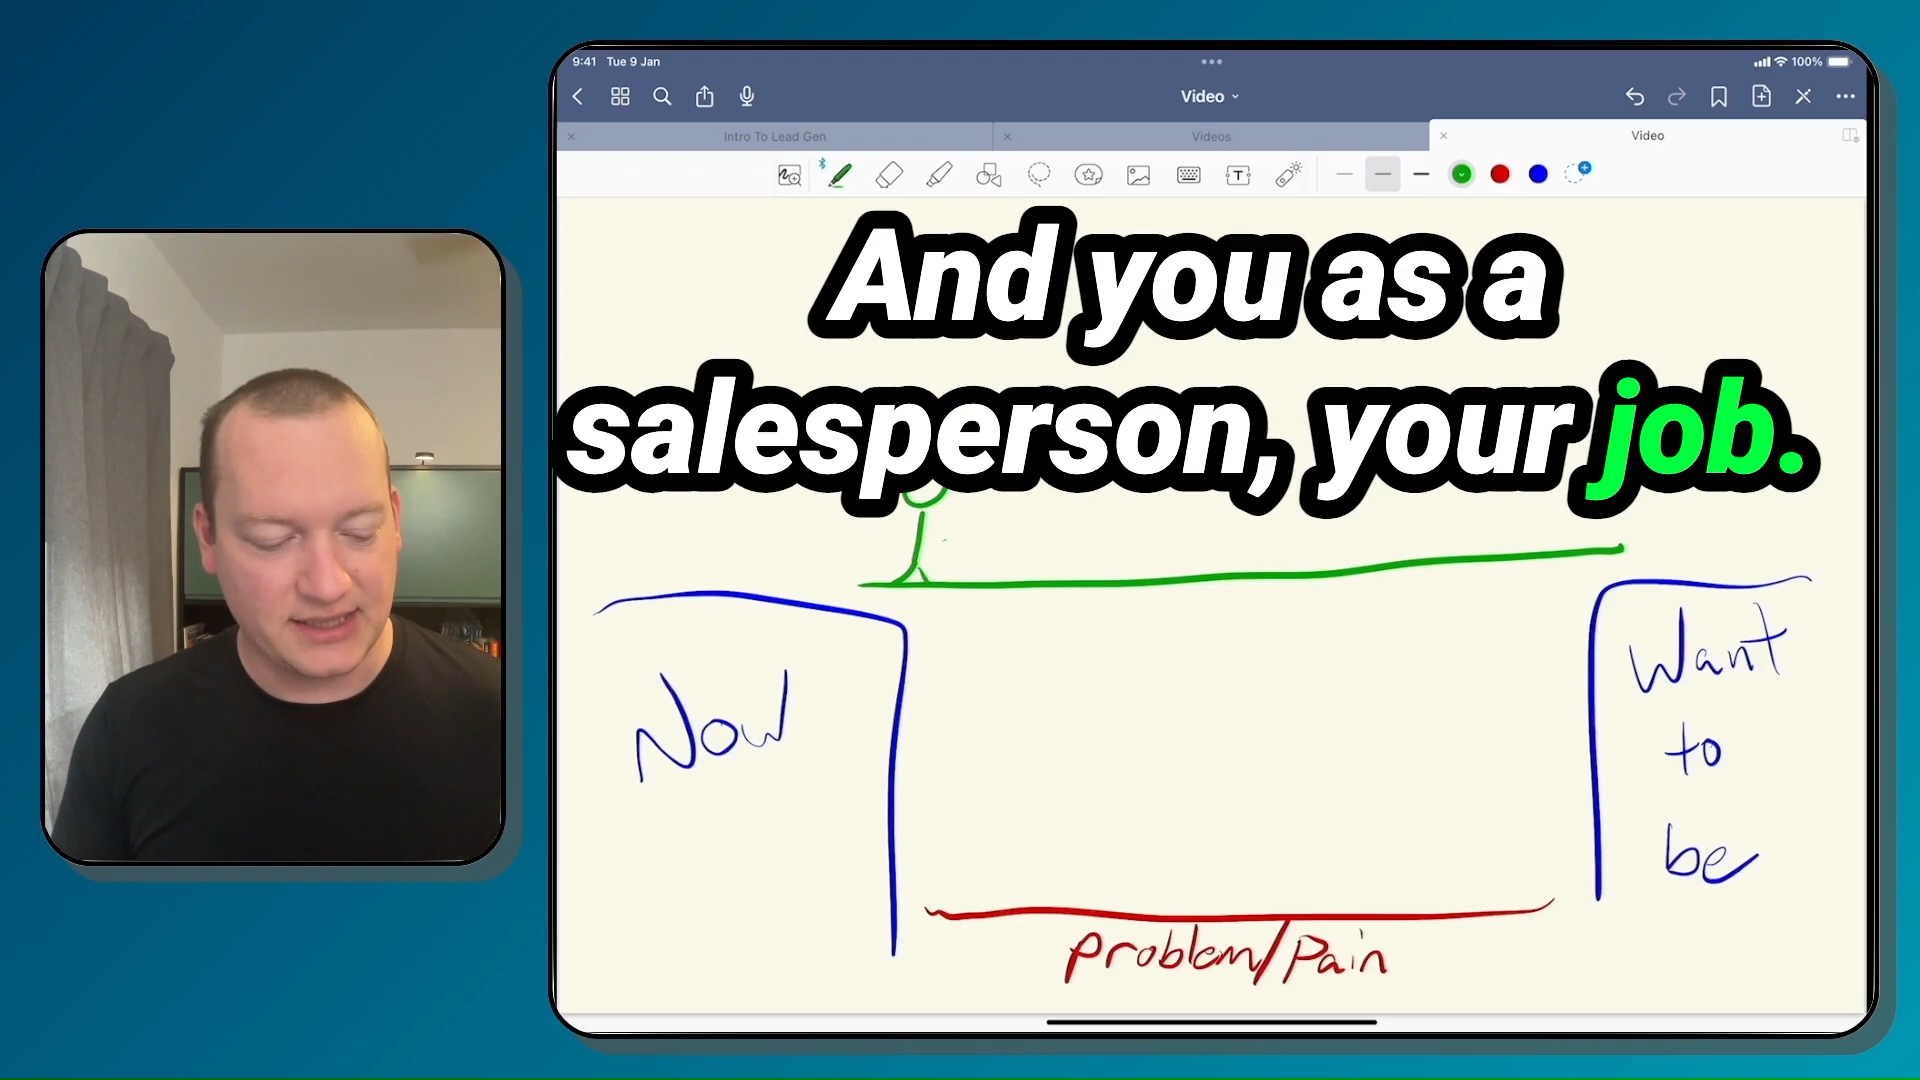 9:41 Tue 9 Jan
100%
Video
Intro To Lead Gen
Videos
Video
T
And you as a
salesperson, your job.
Now
Want
to
be
Problem/Pain